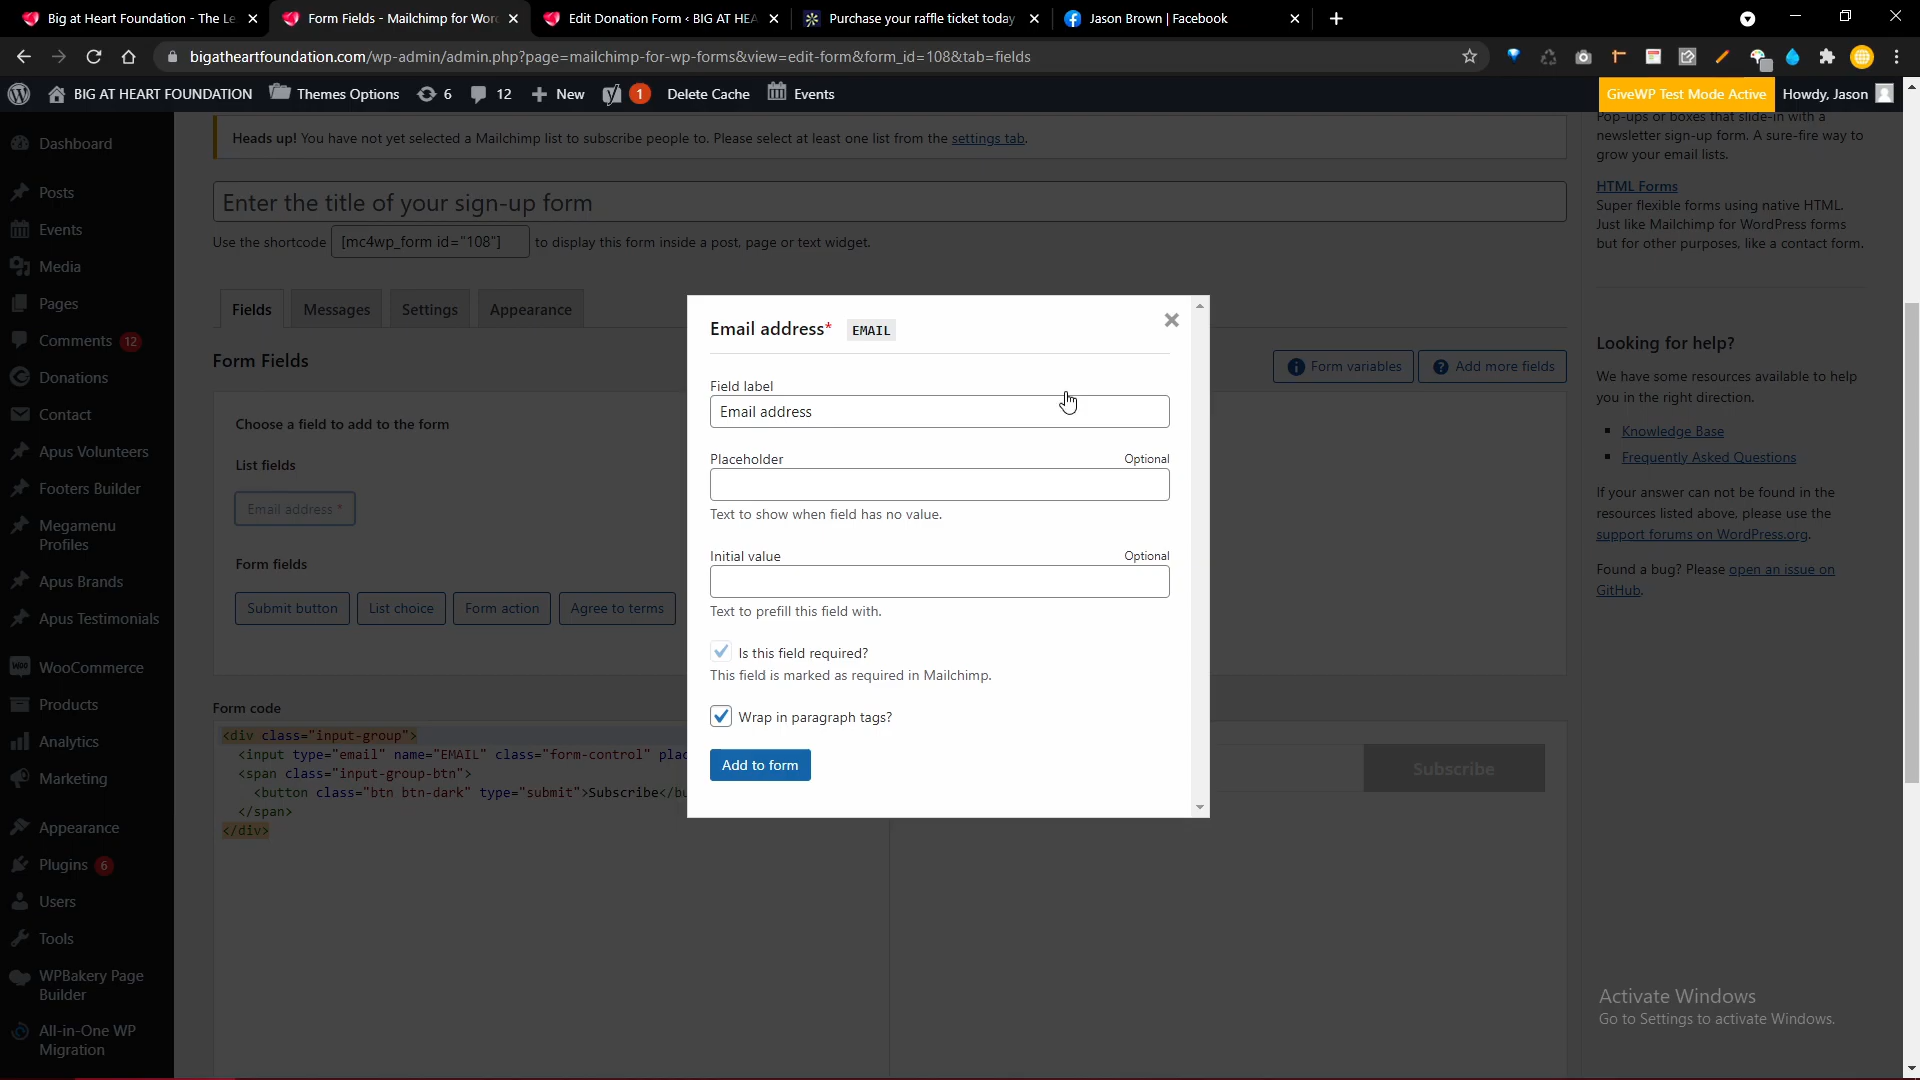 Big at Heart Foundation - The Le
Form Fields - Mailchimp for Wor
Edit Donation Form ‹ BIG AT HEA
Purchase your raffle ticket today
Jason Brown | Facebook
bigatheartfoundation.com/wp-admin/admin.php?page=mailchimp-for-wp-forms&view=edit-form&form_id=108&tab=fields
BIG AT HEART FOUNDATION
Themes Options
6
12
New
1
Delete Cache
Events
GiveWP Test Mode Active
Howdy, Jason
Dashboard
Posts
Events
Media
Pages
Comments 12
Donations
Contact
Apus Volunteers
Footers Builder
Megamenu
Profiles
Apus Brands
Apus Testimonials
WooCommerce
Products
Analytics
Marketing
Appearance
Plugins 6
Users
Tools
WPBakery Page
Builder
All-in-One WP
Migration
Heads up! You have not yet selected a Mailchimp list to subscribe people to. Please select at least one list from the settings tab.
Enter the title of your sign-up form
Use the shortcode [mc4wp_form id="108"] to display this form inside a post, page or text widget.
Fields
Messages
Settings
Appearance
Form Fields
Form variables
Add more fields
Choose a field to add to the form
List fields
Email address *
Form fields
Submit button
List choice
Form action
Agree to terms
Form code
<div class="input-group">
<input type="email" name="EMAIL" class="form-control" plac
<span class="input-group-btn">
<button class="btn btn-dark" type="submit">Subscribe</bu
</span>
</div>
Subscribe
Email address* EMAIL
Field label
Email address
Placeholder Optional
Text to show when field has no value.
Initial value Optional
Text to prefill this field with.
Is this field required?
This field is marked as required in Mailchimp.
Wrap in paragraph tags?
Add to form
Pop-ups or boxes that slide-in with a
newsletter sign-up form. A sure-fire way to
grow your email lists.
HTML Forms
Super flexible forms using native HTML.
Just like Mailchimp for WordPress forms
but for other purposes, like a contact form.
Looking for help?
We have some resources available to help
you in the right direction.
Knowledge Base
Frequently Asked Questions
If your answer can not be found in the
resources listed above, please use the
support forums on WordPress.org.
Found a bug? Please open an issue on
GitHub.
Activate Windows
Go to Settings to activate Windows.